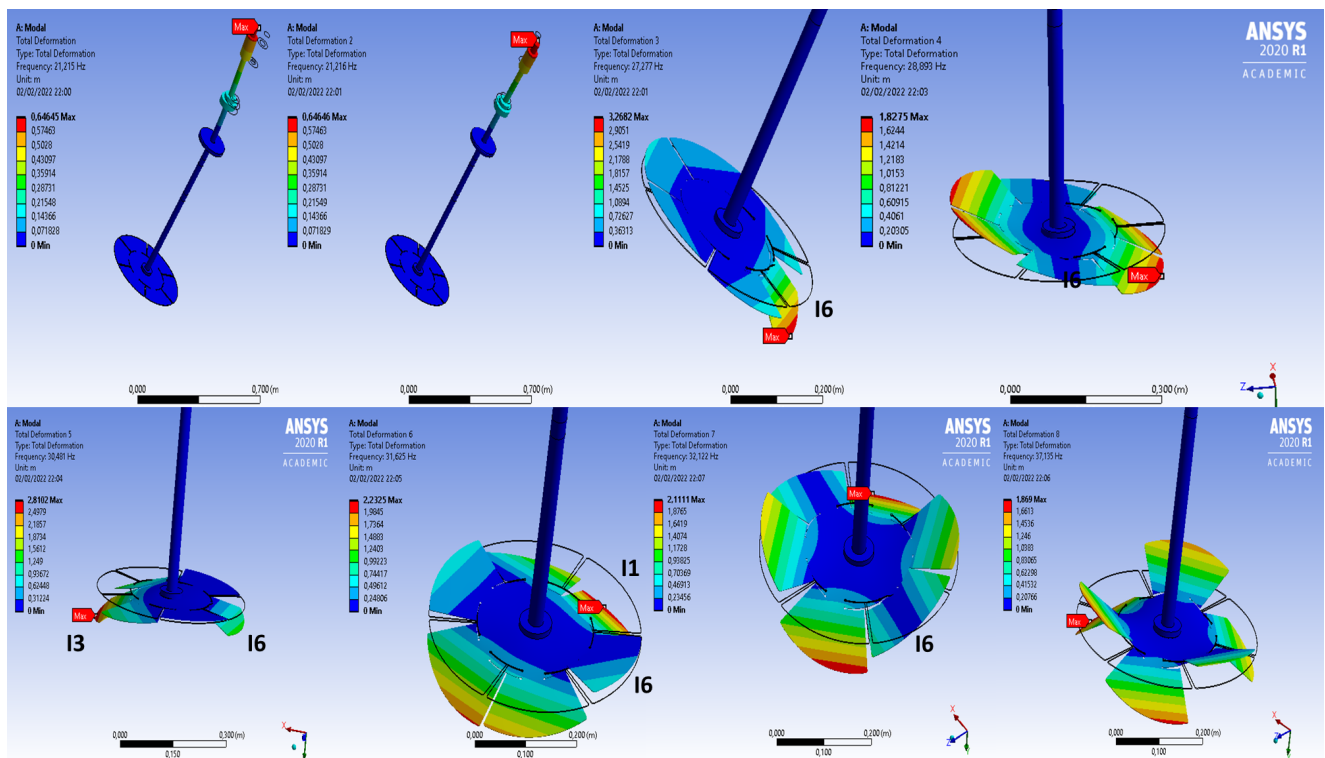 A: Modal
Total Deformation
Type: Total Deformation
Frequency: 21,215 Hz
Unit: m
02/02/2022 22:00
0,64645 Max
0,57463
0,5028
0,43097
0,35914
0,28731
0,21548
0,14366
0,071828
0 Min
Max
0,000
0,700 (m
A: Modal
Total Deformation 2
Type: Total Deformation
Frequency: 21,216 Hz
Unit: m
02/02/2022 22:01
0,64646 Max
0,57463
0,5028
0,43097
0,35914
0,28731
0,21549
0,14366
0,071829
0 Min
Max
0,000
0,700 (m
A: Modal
Total Deformation 3
Type: Total Deformation
Frequency: 27,277 Hz
Unit: m
02/02/2022 22:01
3,2682 Max
2,9051
2,5419
2,1788
1,8157
1,4525
1,0894
0,72627
0,36313
0 Min
I6
Max
0,000
0,200 (m)
A: Modal
Total Deformation 4
Type: Total Deformation
Frequency: 28,893 Hz
Unit: m
02/02/2022 22:03
1,8275 Max
1,6244
1,4214
1,2183
1,0153
0,81221
0,60915
0,4061
0,20305
0 Min
I6
Max
0,000
0,300 (m)
ANSYS
2020 R1
ACADEMIC
X
Z
A: Modal
Total Deformation 5
Type: Total Deformation
Frequency: 30,481 Hz
Unit: m
02/02/2022 22:04
2,8102 Max
2,4979
2,1857
1,8734
1,5612
1,249
0,93672
0,62448
0,31224
0 Min
Max
I3
I6
ANSYS
2020 R1
ACADEMIC
0,000
0,300 (m)
0,150
X
A: Modal
Total Deformation 6
Type: Total Deformation
Frequency: 31,625 Hz
Unit: m
02/02/2022 22:05
2,2325 Max
1,9845
1,7364
1,4883
1,2403
0,99223
0,74417
0,49612
0,24806
0 Min
I1
Max
I6
0,000
0,200 (m)
0,100
A: Modal
Total Deformation 7
Type: Total Deformation
Frequency: 32,122 Hz
Unit: m
02/02/2022 22:07
2,1111 Max
1,8765
1,6419
1,4074
1,1728
0,93825
0,70369
0,46913
0,23456
0 Min
Max
I6
ANSYS
2020 R1
ACADEMIC
0,000
0,200 (m)
0,100
X
Z
Y
A: Modal
Total Deformation 8
Type: Total Deformation
Frequency: 37,135 Hz
Unit: m
02/02/2022 22:06
1,869 Max
1,6613
1,4536
1,246
1,0383
0,83065
0,62298
0,41532
0,20766
0 Min
Max
ANSYS
2020 R1
ACADEMIC
0,000
0,200 (m)
0,100
X
Z